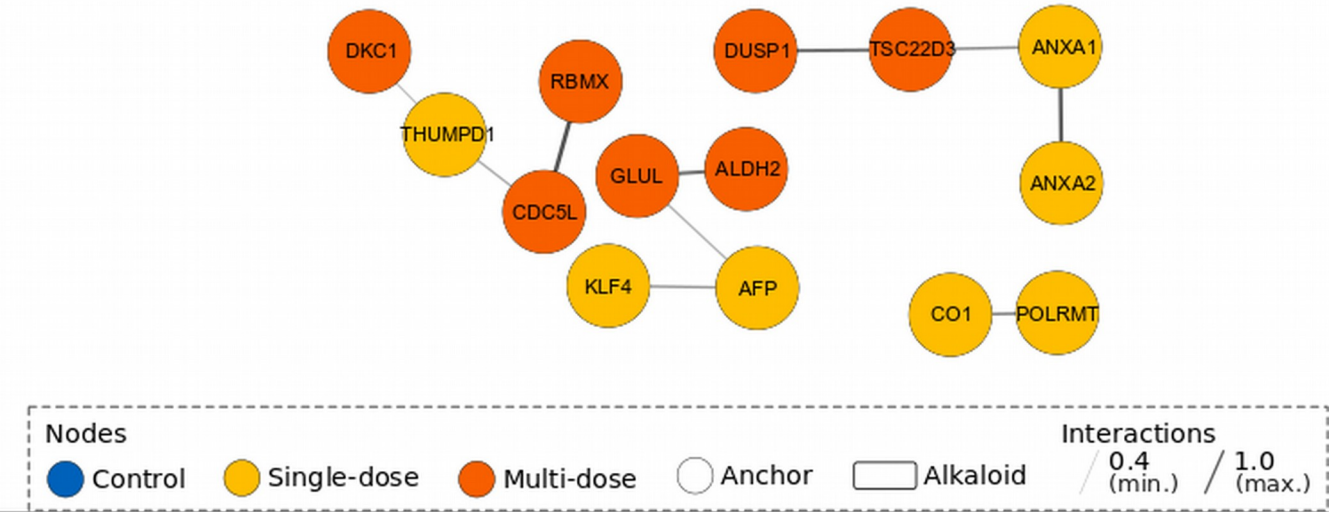 DKC1
RBMX
DUSP1
TSC22D3
ANXA1
THUMPD1
GLUL
ALDH2
ANXA2
CDC5L
KLF4
AFP
CO1
POLRMT
Nodes
Control
Single-dose
Multi-dose
Anchor
Alkaloid
Interactions
0.4
(min.)
1.0
(max.)